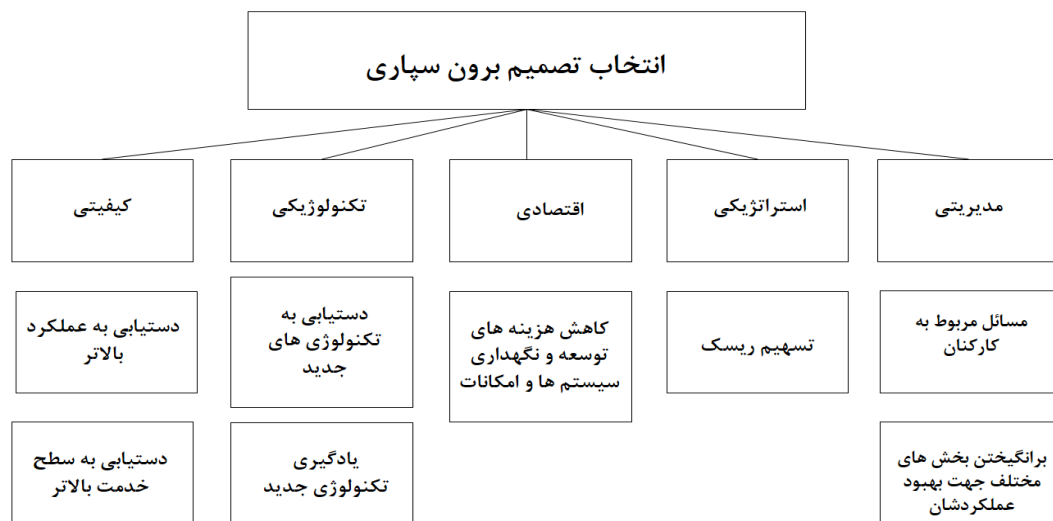 انتخاب تصمیم برون سپاری
مدیریتی
استراتژیکی
اقتصادی
تکنولوژیکی
کیفیتی
مسائل مربوط به
کارکنان
تسهیم ریسک
کاهش هزینه های
توسعه و نگهداری
سیستم ها و امکانات
دستیابی به
تکنولوژی های
جدید
دستیابی به عملکرد
بالاتر
برانگیختن بخش های
مختلف جهت بهبود
عملکردشان
یادگیری
تکنولوژی جدید
دستیابی به سطح
خدمت بالاتر